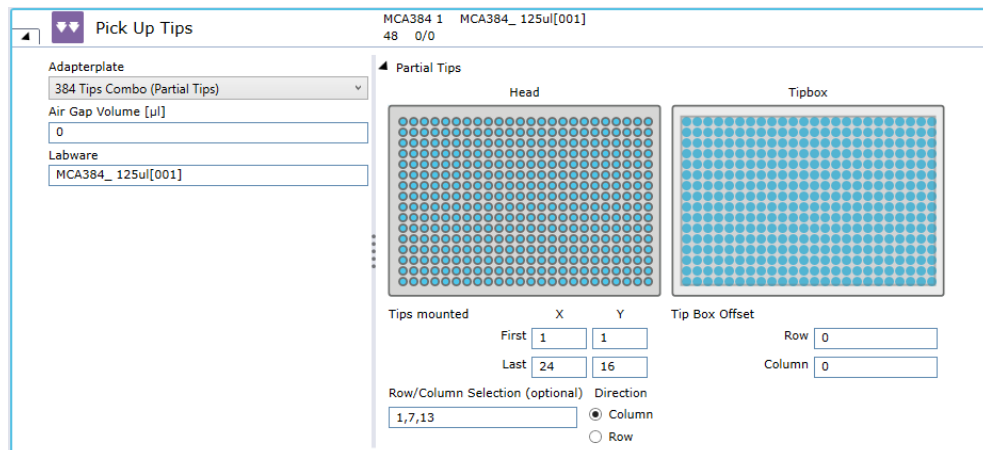 Pick Up Tips
MCA384 1 MCA384_ 125ul[001]
48 0/0
Adapterplate
384 Tips Combo (Partial Tips)
Air Gap Volume [µl]
0
Labware
MCA384_ 125ul[001]
Partial Tips
Head
Tipbox
Tips mounted X Y
First 1 1
Last 24 16
Tip Box Offset
Row 0
Column 0
Row/Column Selection (optional)
1,7,13
Direction
Column
Row